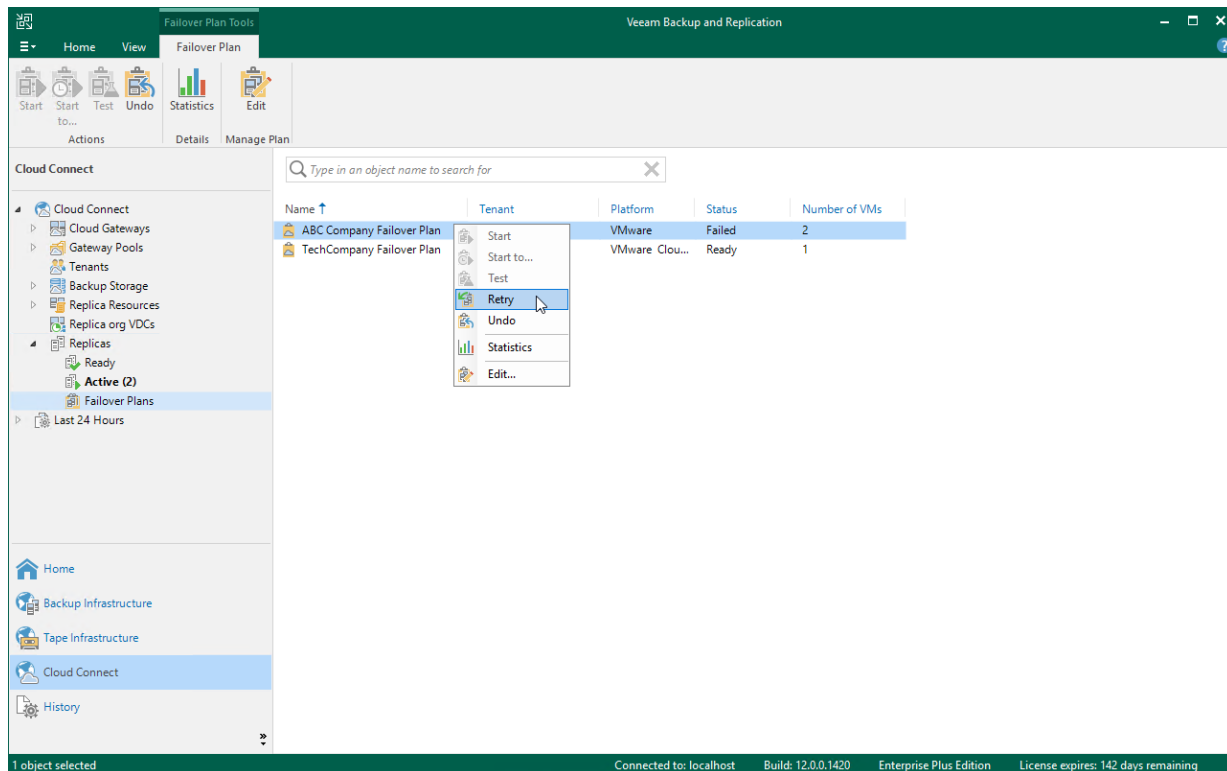 Failover Plan Tools
Veeam Backup and Replication
Home View Failover Plan
Start Start to... Test Undo Statistics Edit
Actions Details Manage Plan
Cloud Connect
Type in an object name to search for
Cloud Connect
Cloud Gateways
Gateway Pools
Tenants
Backup Storage
Replica Resources
Replica org VDCs
Replicas
Ready
Active (2)
Failover Plans
Last 24 Hours
Name Tenant Platform Status Number of VMs
ABC Company Failover Plan VMware Failed 2
TechCompany Failover Plan VMware Clou... Ready 1
Start
Start to...
Test
Retry
Undo
Statistics
Edit...
Home
Backup Infrastructure
Tape Infrastructure
Cloud Connect
History
1 object selected Connected to: localhost Build: 12.0.0.1420 Enterprise Plus Edition License expires: 142 days remaining